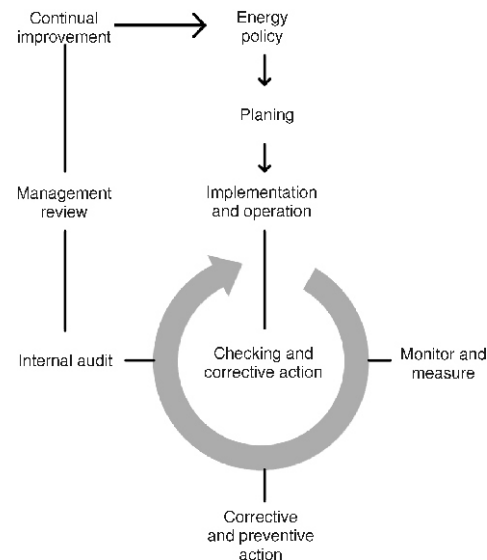 Continual
improvement
Energy
policy
Planing
Management
review
Implementation
and operation
Internal audit
Checking and
corrective action
Monitor and
measure
Corrective
and preventive
action